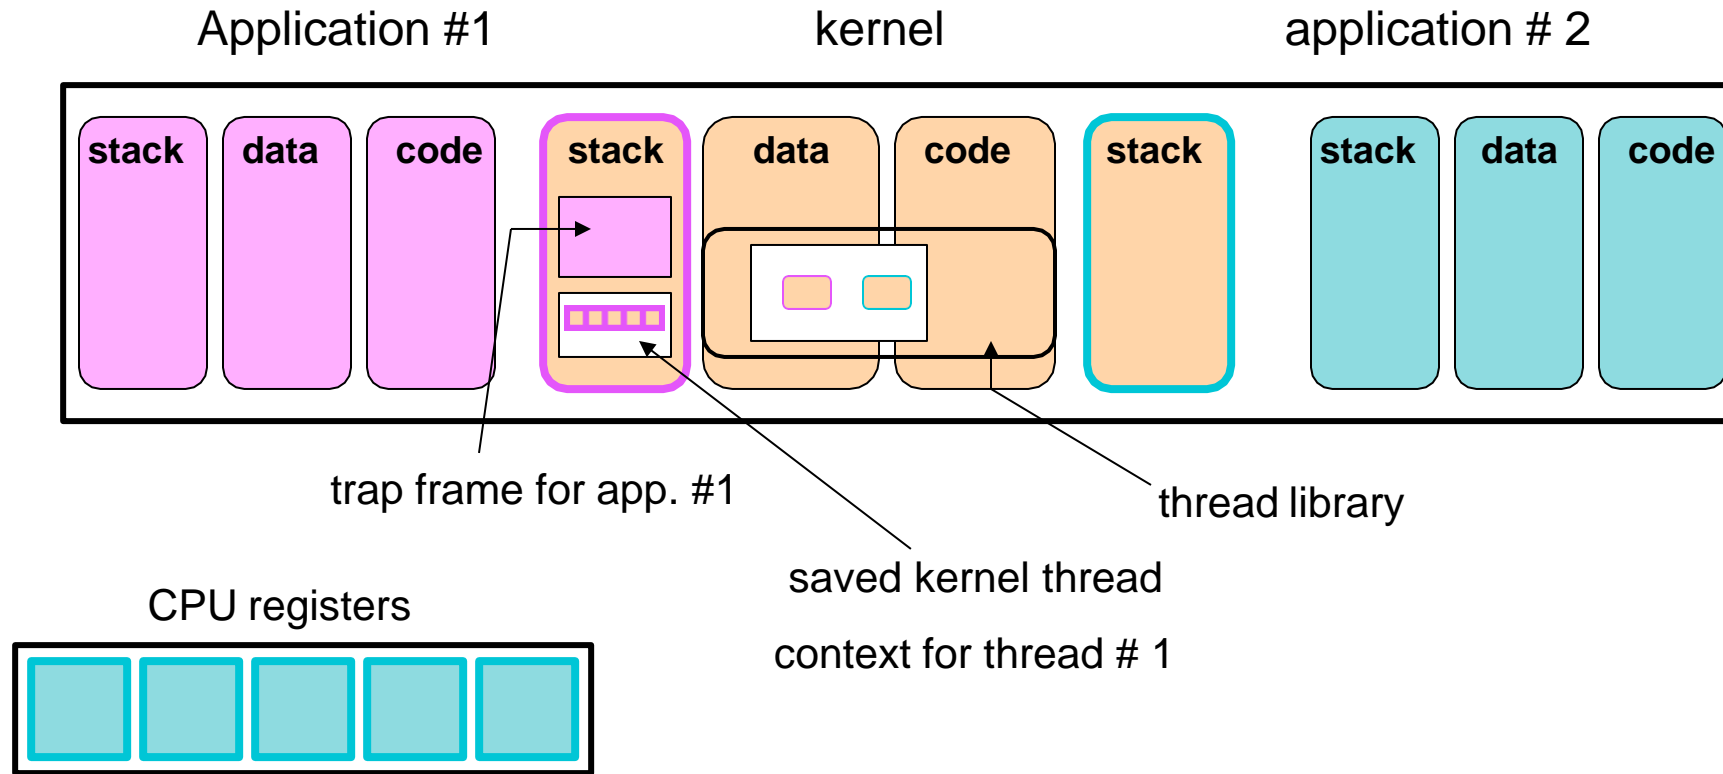 Application #1
kernel
application # 2
stack
data
code
stack
data
code
stack
stack
data
code
trap frame for app. #1
thread library
saved kernel thread
context for thread # 1
CPU registers